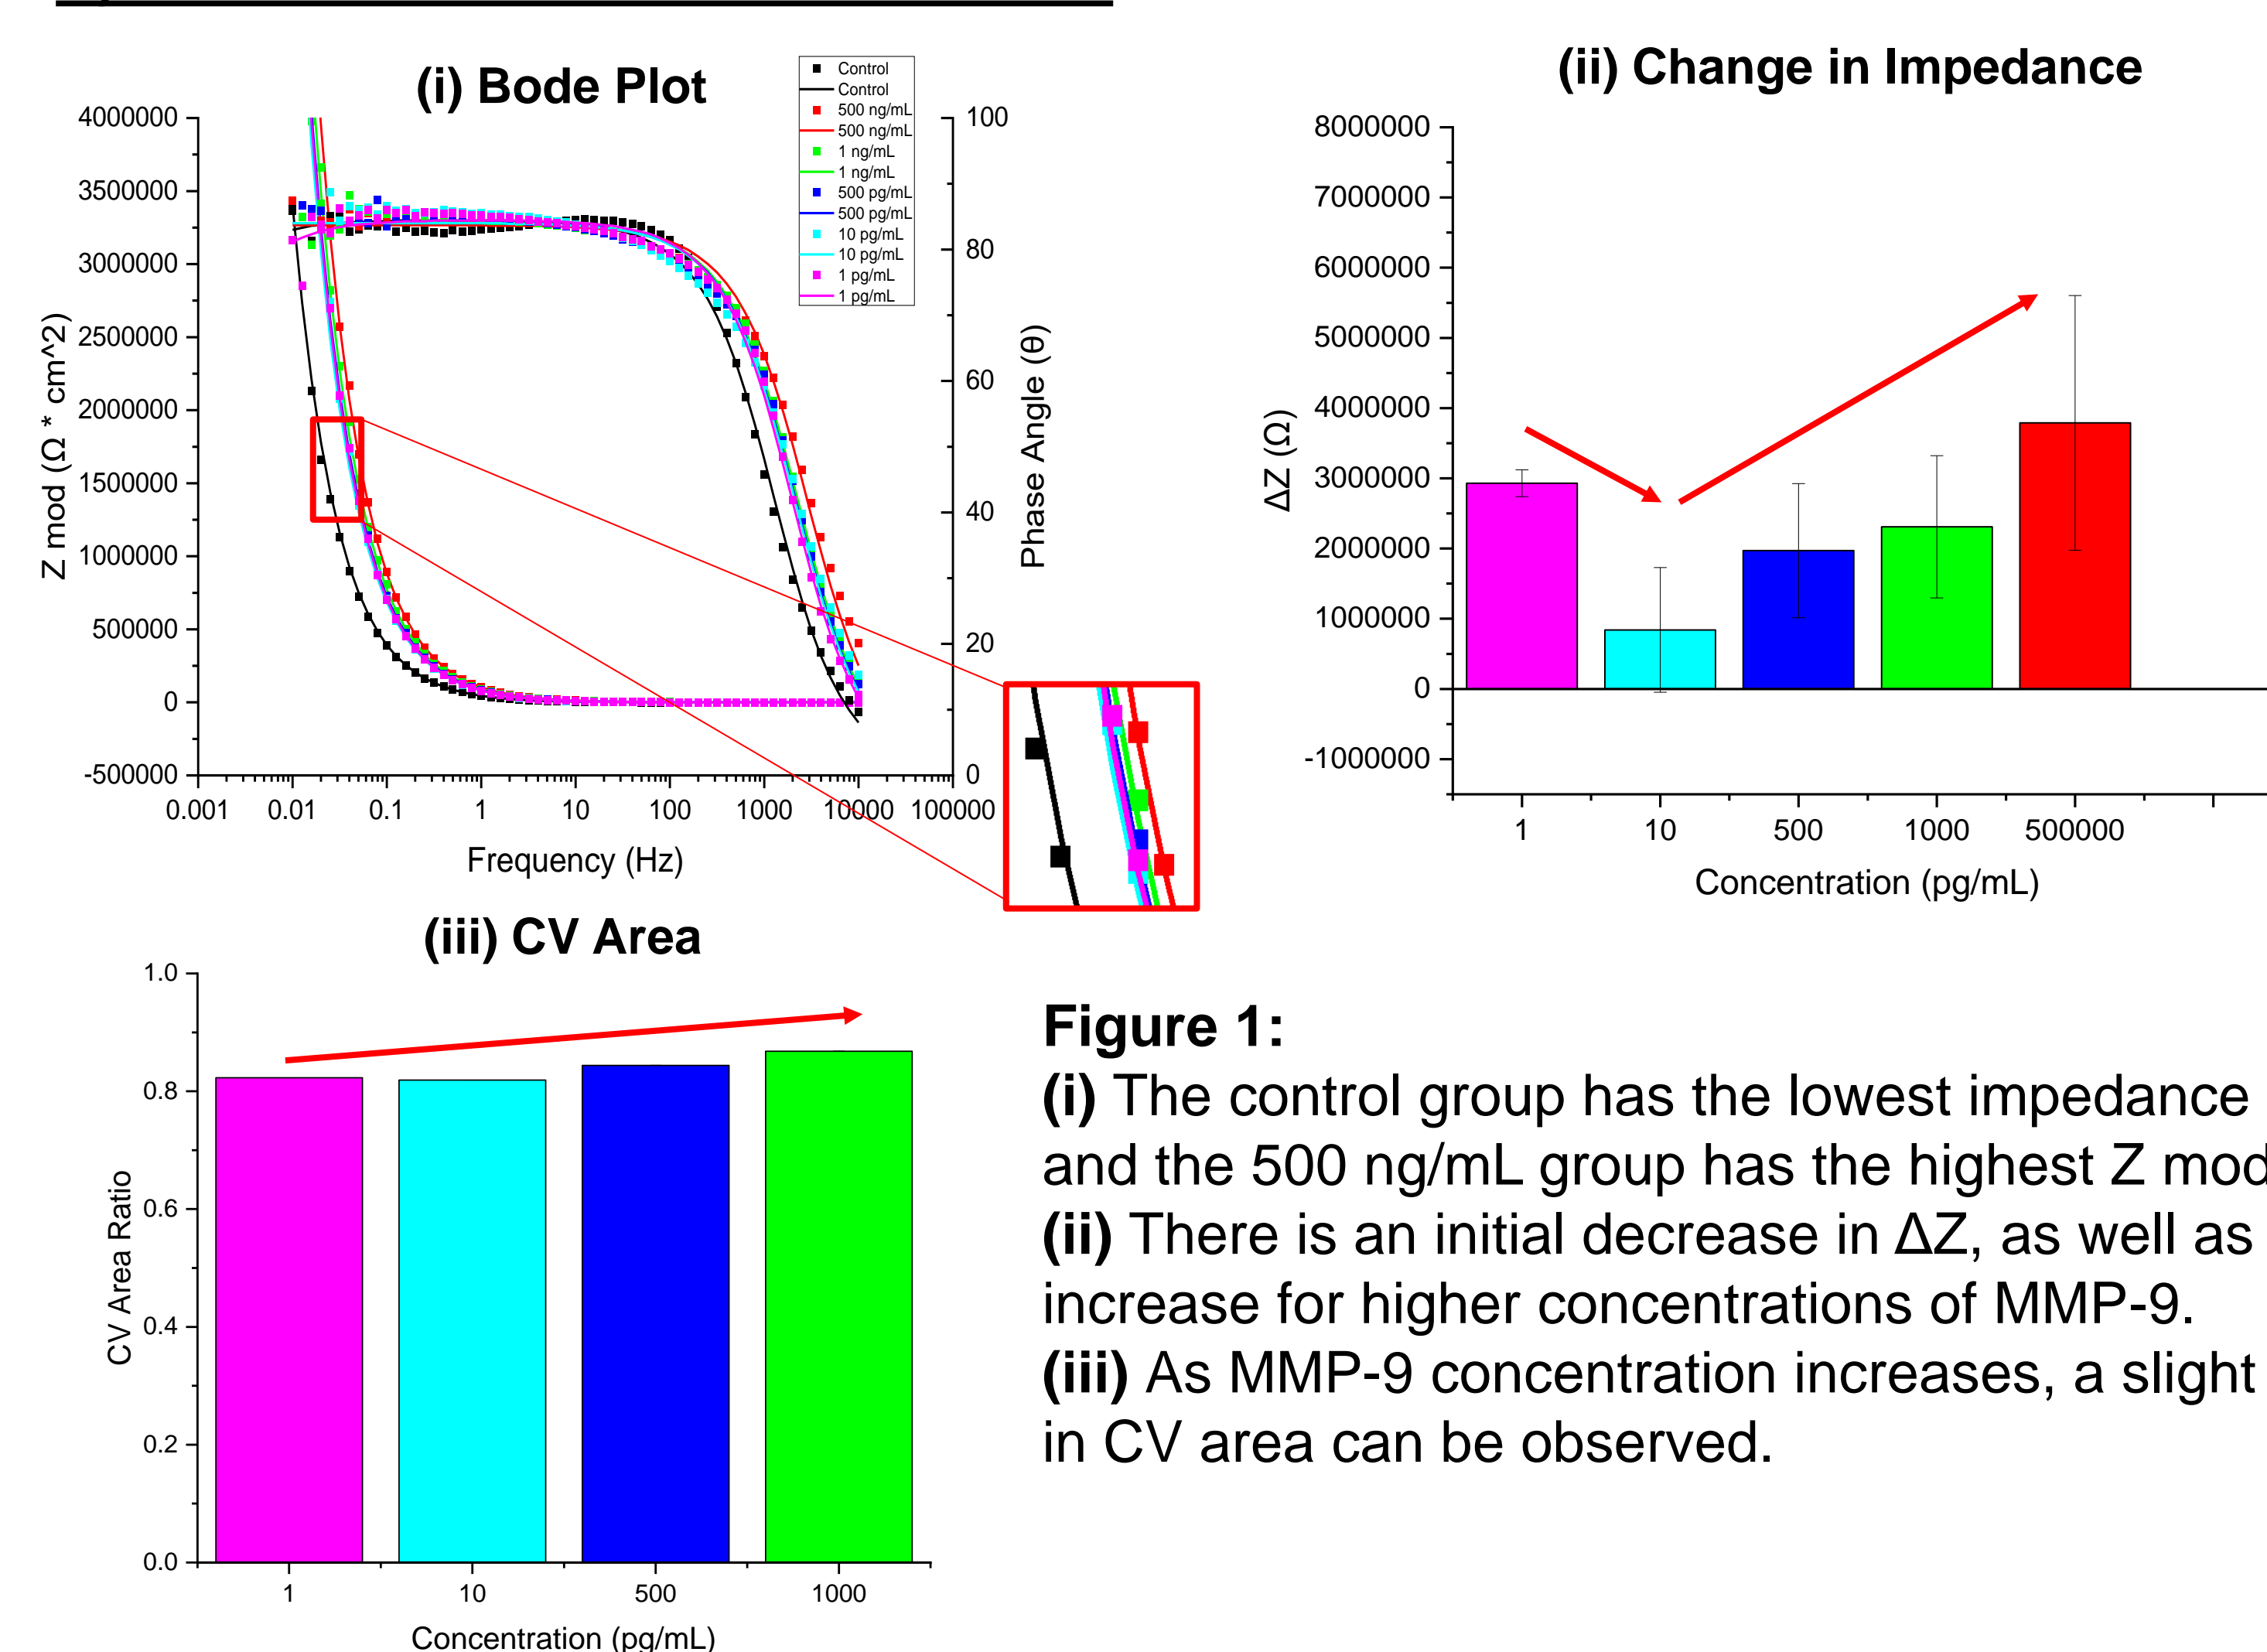 (i) Bode Plot
Control
Control
500 ng/mL
500 ng/mL
1 ng/mL
1 ng/mL
500 pg/mL
500 pg/mL
10 pg/mL
10 pg/mL
1 pg/mL
1 pg/mL
4000000
3500000
3000000
2500000
2000000
1500000
1000000
500000
0
-500000
Z mod (Ω * cm^2)
100
80
60
40
20
0
Phase Angle (θ)
0.001 0.01 0.1 1 10 100 1000 10000 100000
Frequency (Hz)
(ii) Change in Impedance
8000000
7000000
6000000
5000000
4000000
3000000
2000000
1000000
0
-1000000
ΔZ (Ω)
1 10 500 1000 500000
Concentration (pg/mL)
(iii) CV Area
1.0
0.8
0.6
0.4
0.2
0.0
CV Area Ratio
1 10 500 1000
Concentration (pg/mL)
Figure 1:
(i) The control group has the lowest impedance
and the 500 ng/mL group has the highest Z mod
(ii) There is an initial decrease in ΔZ, as well as
increase for higher concentrations of MMP-9.
(iii) As MMP-9 concentration increases, a slight
in CV area can be observed.